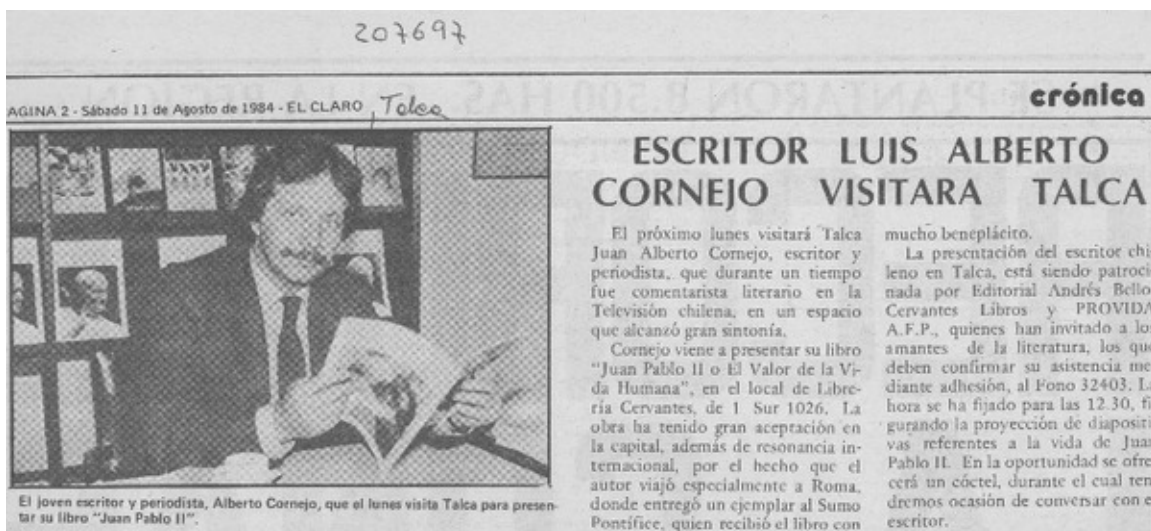 207697
AGINA 2 - Sábado 11 de Agosto de 1984 - EL CLARO, Talca
crónica
El joven escritor y periodista, Alberto Cornejo, que el lunes visita Talca para presen-
tar su libro "Juan Pablo II".
ESCRITOR LUIS ALBERTO
CORNEJO VISITARA TALCA
El próximo lunes visitará Talca
Juan Alberto Cornejo, escritor y
periodista, que durante un tiempo
fue comentarista literario en la
Televisión chilena, en un espacio
que alcanzó gran sintonía.
Cornejo viene a presentar su libro
"Juan Pablo II o El Valor de la Vi-
da Humana", en el local de Libre-
ría Cervantes, de 1 Sur 1026. La
obra ha tenido gran aceptación en
la capital, además de resonancia in-
ternacional, por el hecho que el
autor viajó especialmente a Roma,
donde entregó un ejemplar al Sumo
Pontífice, quien recibió el libro con
mucho beneplácito.
La presentación del escritor chi-
leno en Talca, está siendo patroci-
nada por Editorial Andrés Bello,
Cervantes Libros y PROVIDA
A.F.P., quienes han invitado a los
amantes de la literatura, los que
deben confirmar su asistencia me-
diante adhesión, al Fono 32403. La
hora se ha fijado para las 12.30, fi-
gurando la proyección de diapositi-
vas referentes a la vida de Juan
Pablo II. En la oportunidad se ofre-
cerá un cóctel, durante el cual ten-
dremos ocasión de conversar con el
escritor.